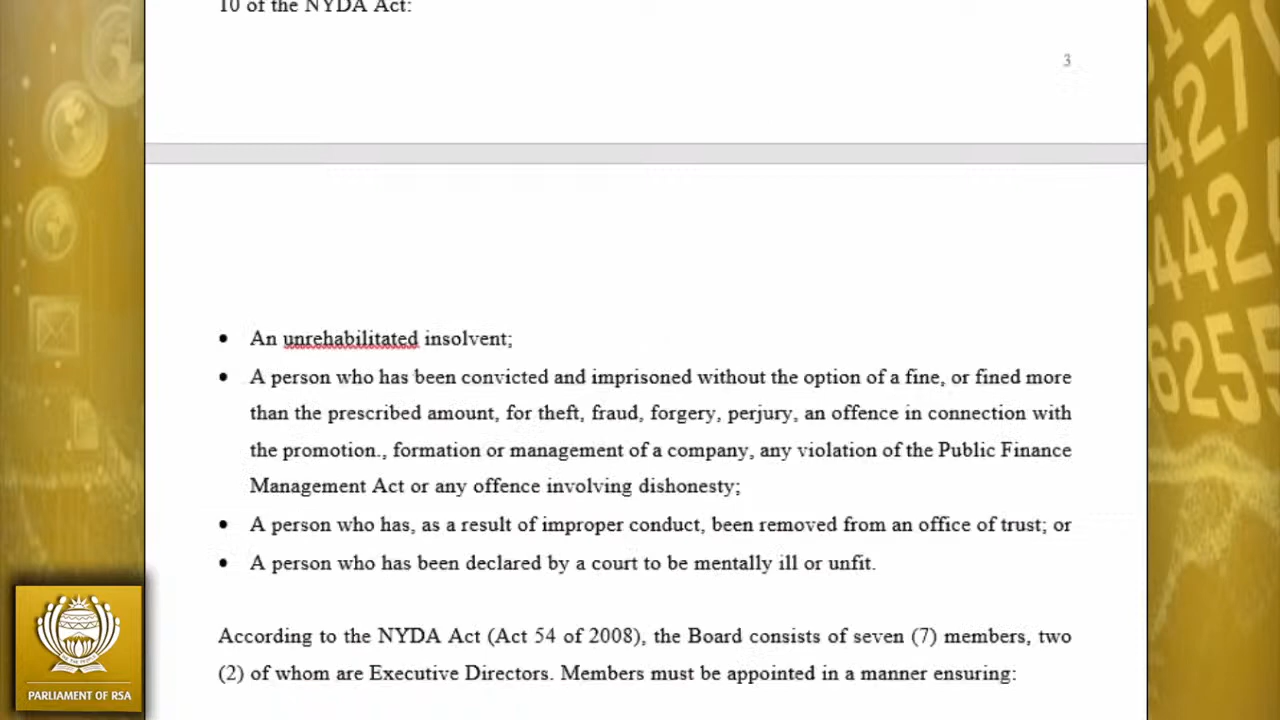 10 of the NYDA Act:
3
• An unrehabilitated insolvent;
• A person who has been convicted and imprisoned without the option of a fine, or fined more
than the prescribed amount, for theft, fraud, forgery, perjury, an offence in connection with
the promotion., formation or management of a company, any violation of the Public Finance
Management Act or any offence involving dishonesty;
• A person who has, as a result of improper conduct, been removed from an office of trust; or
• A person who has been declared by a court to be mentally ill or unfit.
According to the NYDA Act (Act 54 of 2008), the Board consists of seven (7) members, two
(2) of whom are Executive Directors. Members must be appointed in a manner ensuring:
PARLIAMENT OF RSA
427
442
6255